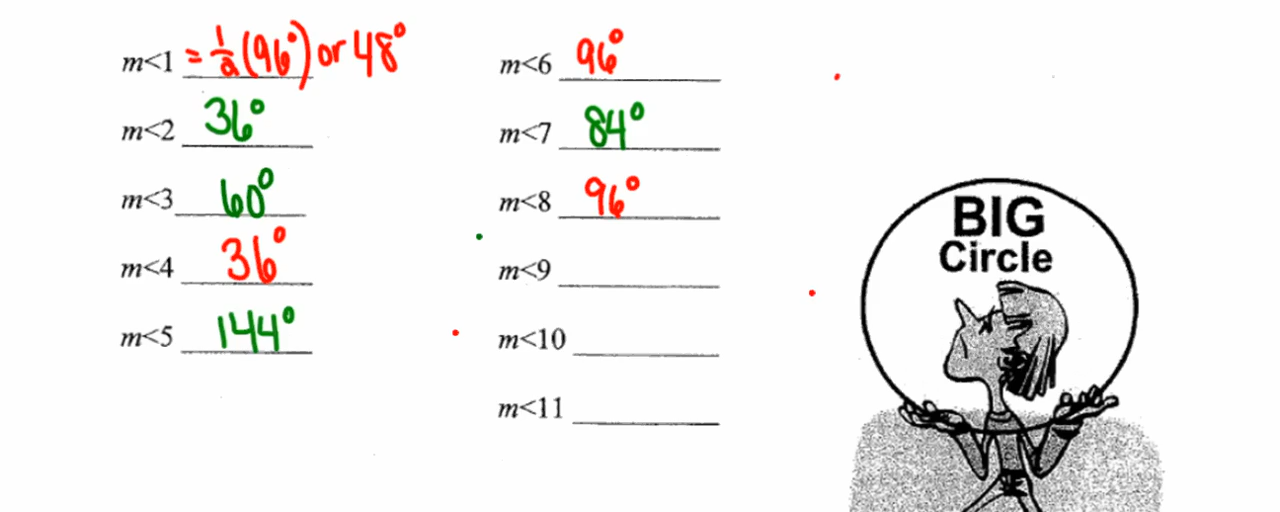 m<1 = 1/2 (96°) or 48°
m<2 36°
m<3 60°
m<4 36°
m<5 144°
m<6 96°
m<7 84°
m<8 96°
m<9
m<10
m<11
BIG
Circle